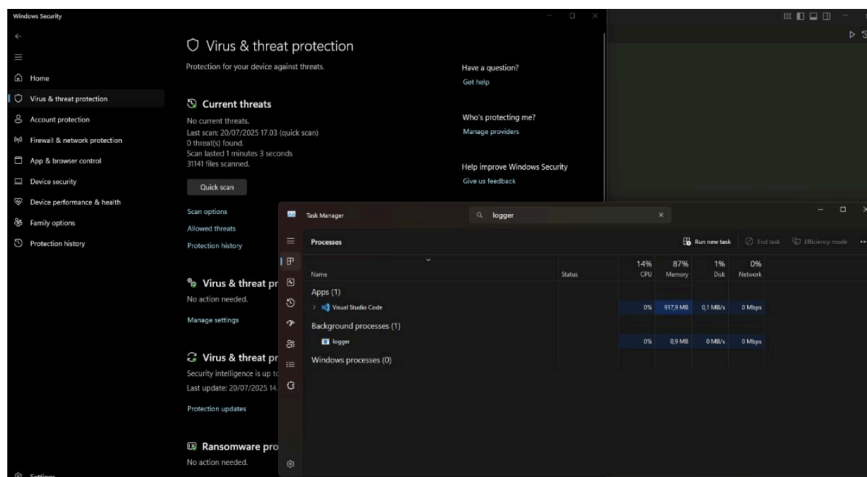 Windows Security
Home
Virus & threat protection
Account protection
Firewall & network protection
App & browser control
Device security
Device performance & health
Family options
Protection history
Settings
Virus & threat protection
Protection for your device against threats.
Current threats
No current threats.
Last scan: 20/07/2025 17.03 (quick scan)
0 threat(s) found.
Scan lasted 1 minutes 3 seconds
31141 files scanned.
Quick scan
Scan options
Allowed threats
Protection history
Virus & threat pr
No action needed.
Manage settings
Virus & threat pr
Security intelligence is up to
Last update: 20/07/2025 14.
Protection updates
Ransomware pro
No action needed.
Have a question?
Get help
Who's protecting me?
Manage providers
Help improve Windows Security
Give us feedback
Task Manager
logger
Processes
Run new task
End task
Efficiency mode
14% 87% 1% 0%
Name Status CPU Memory Disk Network
Apps (1)
Visual Studio Code 0% 917,9 MB 0,1 MB/s 0 Mbps
Background processes (1)
logger 0% 0,9 MB 0 MB/s 0 Mbps
Windows processes (0)